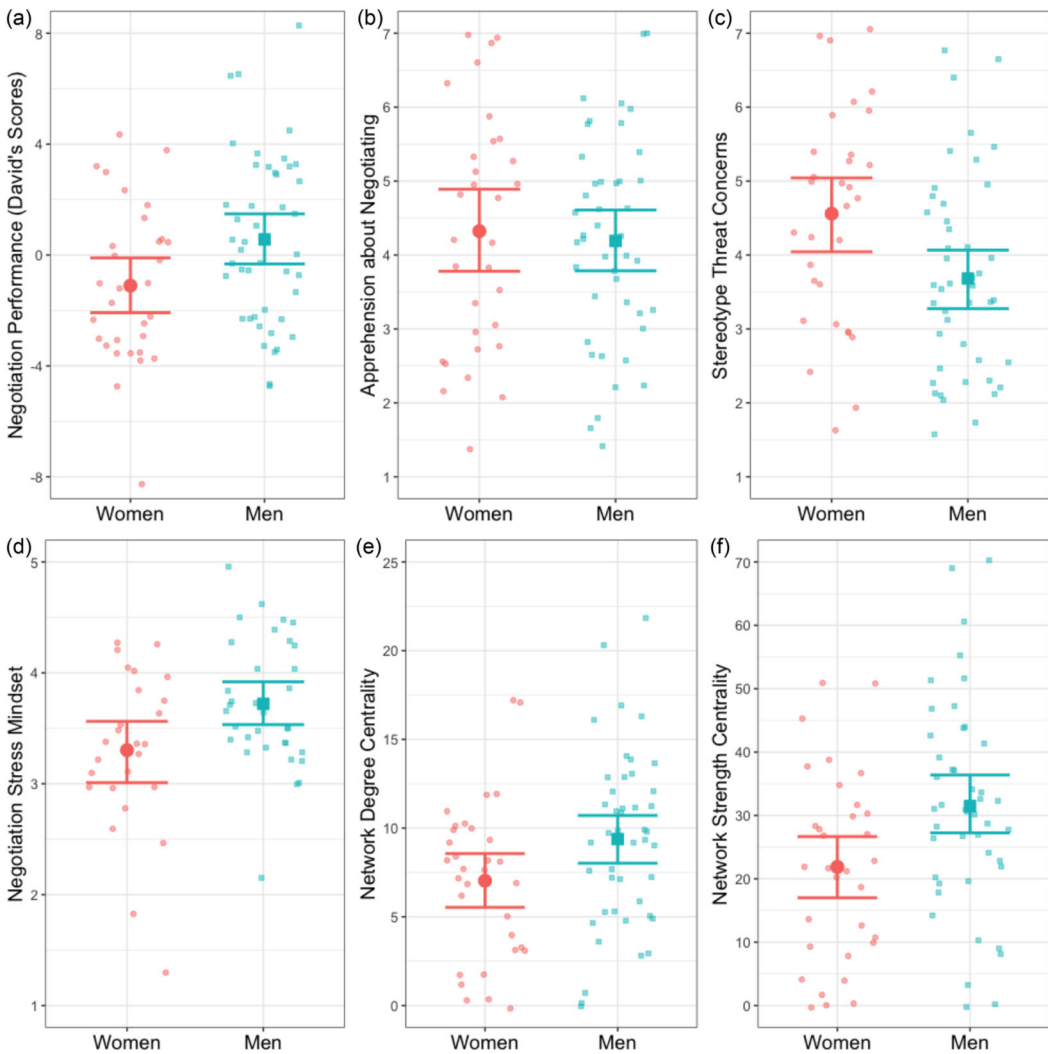 (a)
Negotiation Performance (David's Scores)
8
4
0
-4
-8
Women Men
(b)
Apprehension about Negotiating
7
6
5
4
3
2
1
Women Men
(c)
Stereotype Threat Concerns
7
6
5
4
3
2
1
Women Men
(d)
Negotiation Stress Mindset
5
4
3
2
1
Women Men
(e)
Network Degree Centrality
25
20
15
10
5
0
Women Men
(f)
Network Strength Centrality
70
60
50
40
30
20
10
0
Women Men